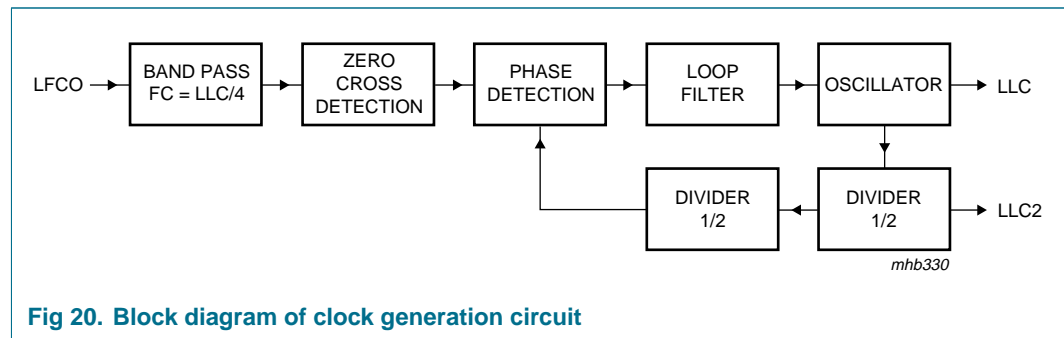 LFCO
BAND PASS
FC = LLC/4
ZERO
CROSS
DETECTION
PHASE
DETECTION
LOOP
FILTER
OSCILLATOR
LLC
DIVIDER
1/2
DIVIDER
1/2
LLC2
mhb330
Fig 20. Block diagram of clock generation circuit